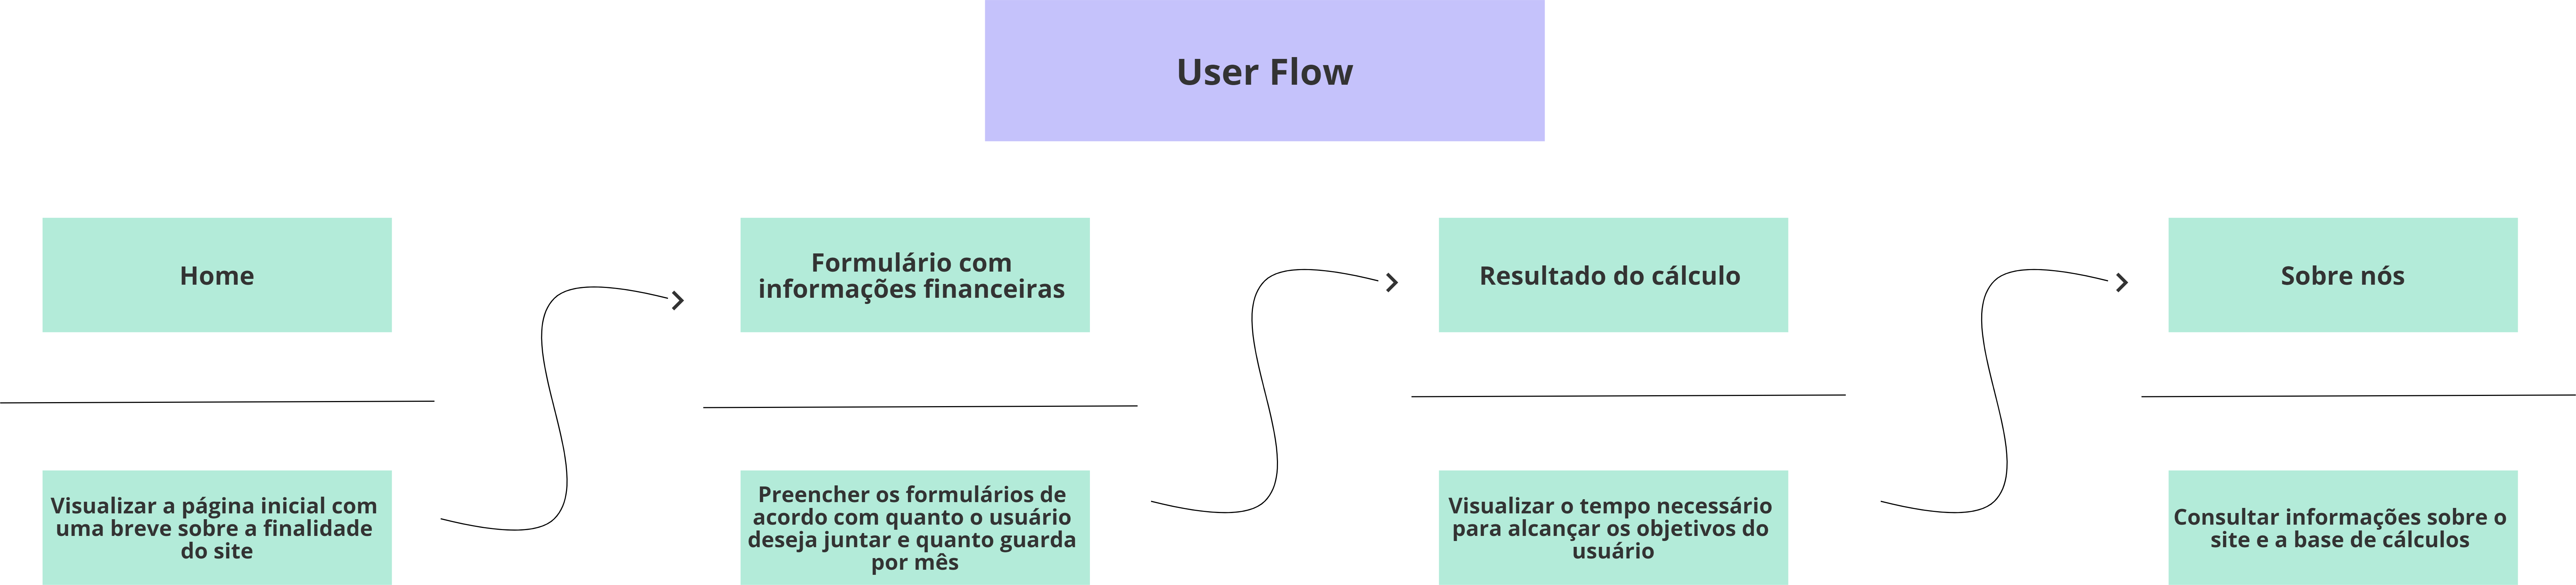 User Flow
Home
Formulário com
informações financeiras
Resultado do cálculo
Sobre nós
Visualizar a página inicial com
uma breve sobre a finalidade
do site
Preencher os formulários de
acordo com quanto o usuário
deseja juntar e quanto guarda
por mês
Visualizar o tempo necessário
para alcançar os objetivos do
usuário
Consultar informações sobre o
site e a base de cálculos